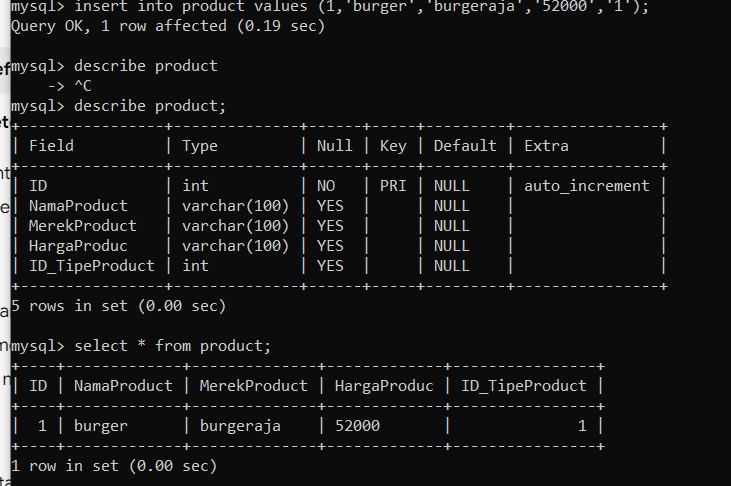 mysql> insert into product values (1,'burger','burgeraja','52000','1');
Query OK, 1 row affected (0.19 sec)
mysql> describe product
    -> ^C
mysql> describe product;
+----------------+--------------+------+-----+---------+----------------+
| Field          | Type         | Null | Key | Default | Extra          |
+----------------+--------------+------+-----+---------+----------------+
| ID             | int          | NO   | PRI | NULL    | auto_increment |
| NamaProduct    | varchar(100) | YES  |     | NULL    |                |
| MerekProduct   | varchar(100) | YES  |     | NULL    |                |
| HargaProduc    | varchar(100) | YES  |     | NULL    |                |
| ID_TipeProduct | int          | YES  |     | NULL    |                |
+----------------+--------------+------+-----+---------+----------------+
5 rows in set (0.00 sec)
mysql> select * from product;
+----+-------------+--------------+-------------+----------------+
| ID | NamaProduct | MerekProduct | HargaProduc | ID_TipeProduct |
+----+-------------+--------------+-------------+----------------+
|  1 | burger      | burgeraja    | 52000       |              1 |
+----+-------------+--------------+-------------+----------------+
1 row in set (0.00 sec)